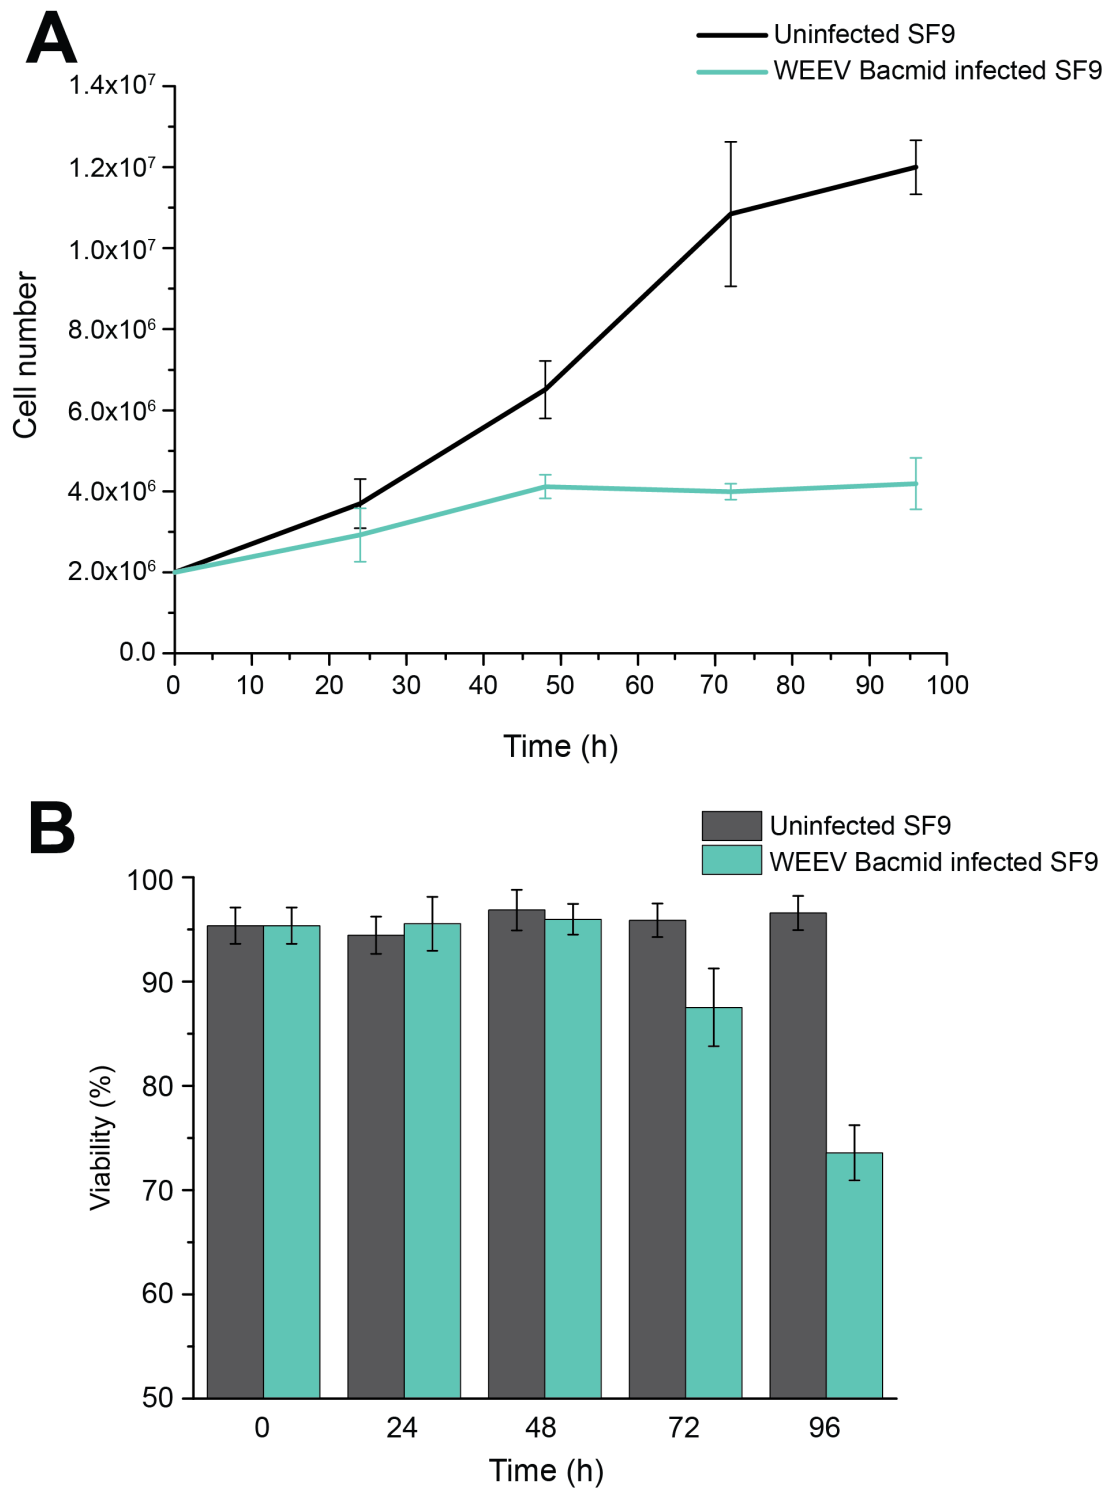 A
Uninfected SF9
WEEV Bacmid infected SF9
1.4x10⁷
1.2x10⁷
1.0x10⁷
8.0x10⁶
6.0x10⁶
4.0x10⁶
2.0x10⁶
0.0
Cell number
0 10 20 30 40 50 60 70 80 90 100
Time (h)
B
Uninfected SF9
WEEV Bacmid infected SF9
100
90
80
70
60
50
Viability (%)
0 24 48 72 96
Time (h)